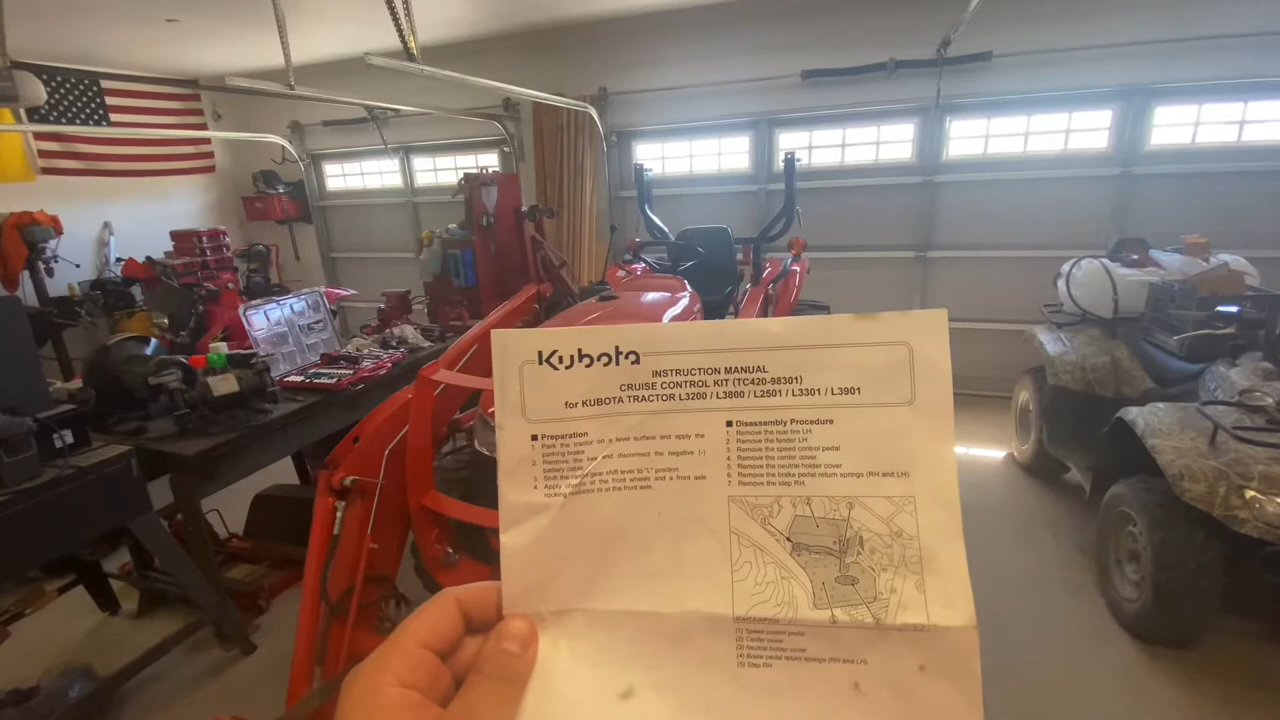 Kubota
INSTRUCTION MANUAL
CRUISE CONTROL KIT (TC420-98301)
for KUBOTA TRACTOR L3200 / L3800 / L2501 / L3301 / L3901
■ Preparation
1. Park the tractor on a level surface and apply the
parking brake.
2. Remove the key and disconnect the negative (-)
battery cable.
3. Shift the range gear shift lever to "L" position.
4. Apply chocks at the front wheels and a front axle
rocking restrictor fit at the front axle.
■ Disassembly Procedure
1. Remove the rear tire LH.
2. Remove the fender LH.
3. Remove the speed control pedal
4. Remove the center cover
5. Remove the neutral holder cover
6. Remove the brake pedal return springs (RH and LH).
7. Remove the step RH.
(1) Speed control pedal
(2) Center cover
(3) Neutral holder cover
(4) Brake pedal return springs (RH and LH)
(5) Step RH